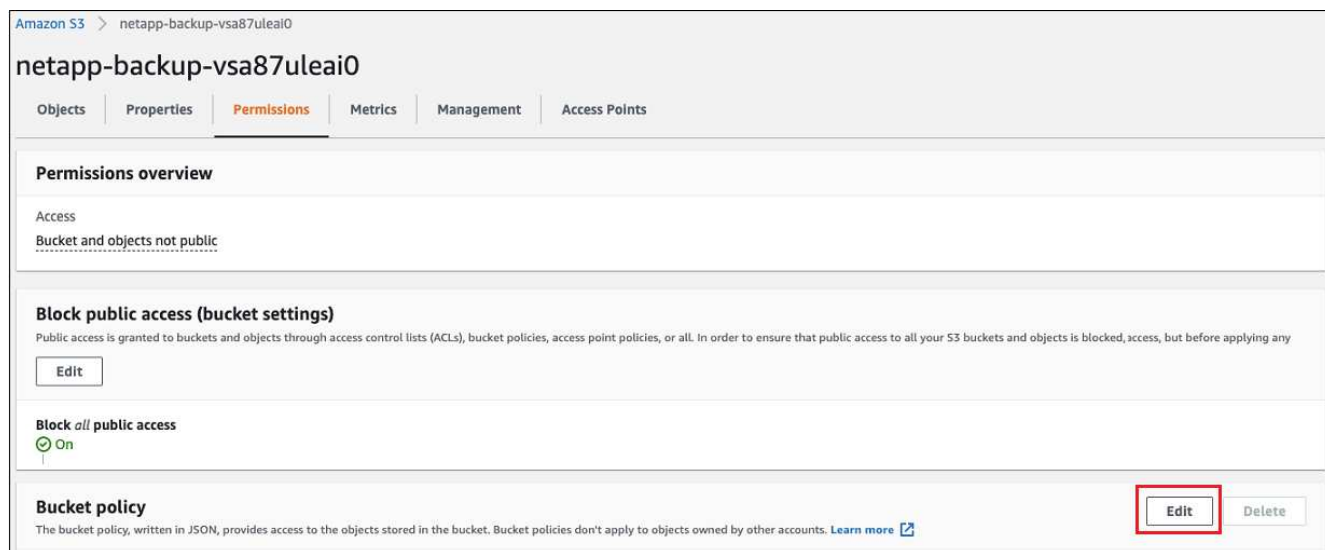 Amazon S3 > netapp-backup-vsa87uleai0
netapp-backup-vsa87uleai0
Objects Properties Permissions Metrics Management Access Points
Permissions overview
Access
Bucket and objects not public
Block public access (bucket settings)
Public access is granted to buckets and objects through access control lists (ACLs), bucket policies, access point policies, or all. In order to ensure that public access to all your S3 buckets and objects is blocked, access, but before applying any
Edit
Block all public access
On
Bucket policy
Edit Delete
The bucket policy, written in JSON, provides access to the objects stored in the bucket. Bucket policies don't apply to objects owned by other accounts. Learn more